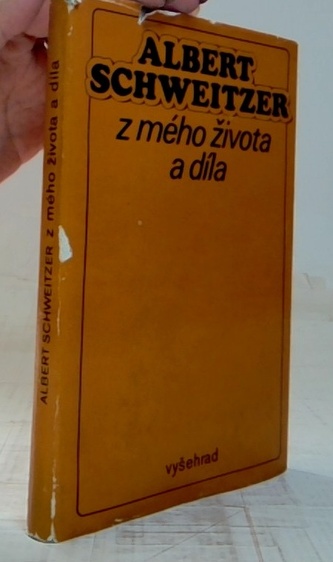 ALBERT
SCHWEITZER
z mého života
a díla
vyšehrad
ALBERT SCHWEITZER z mého života a díla